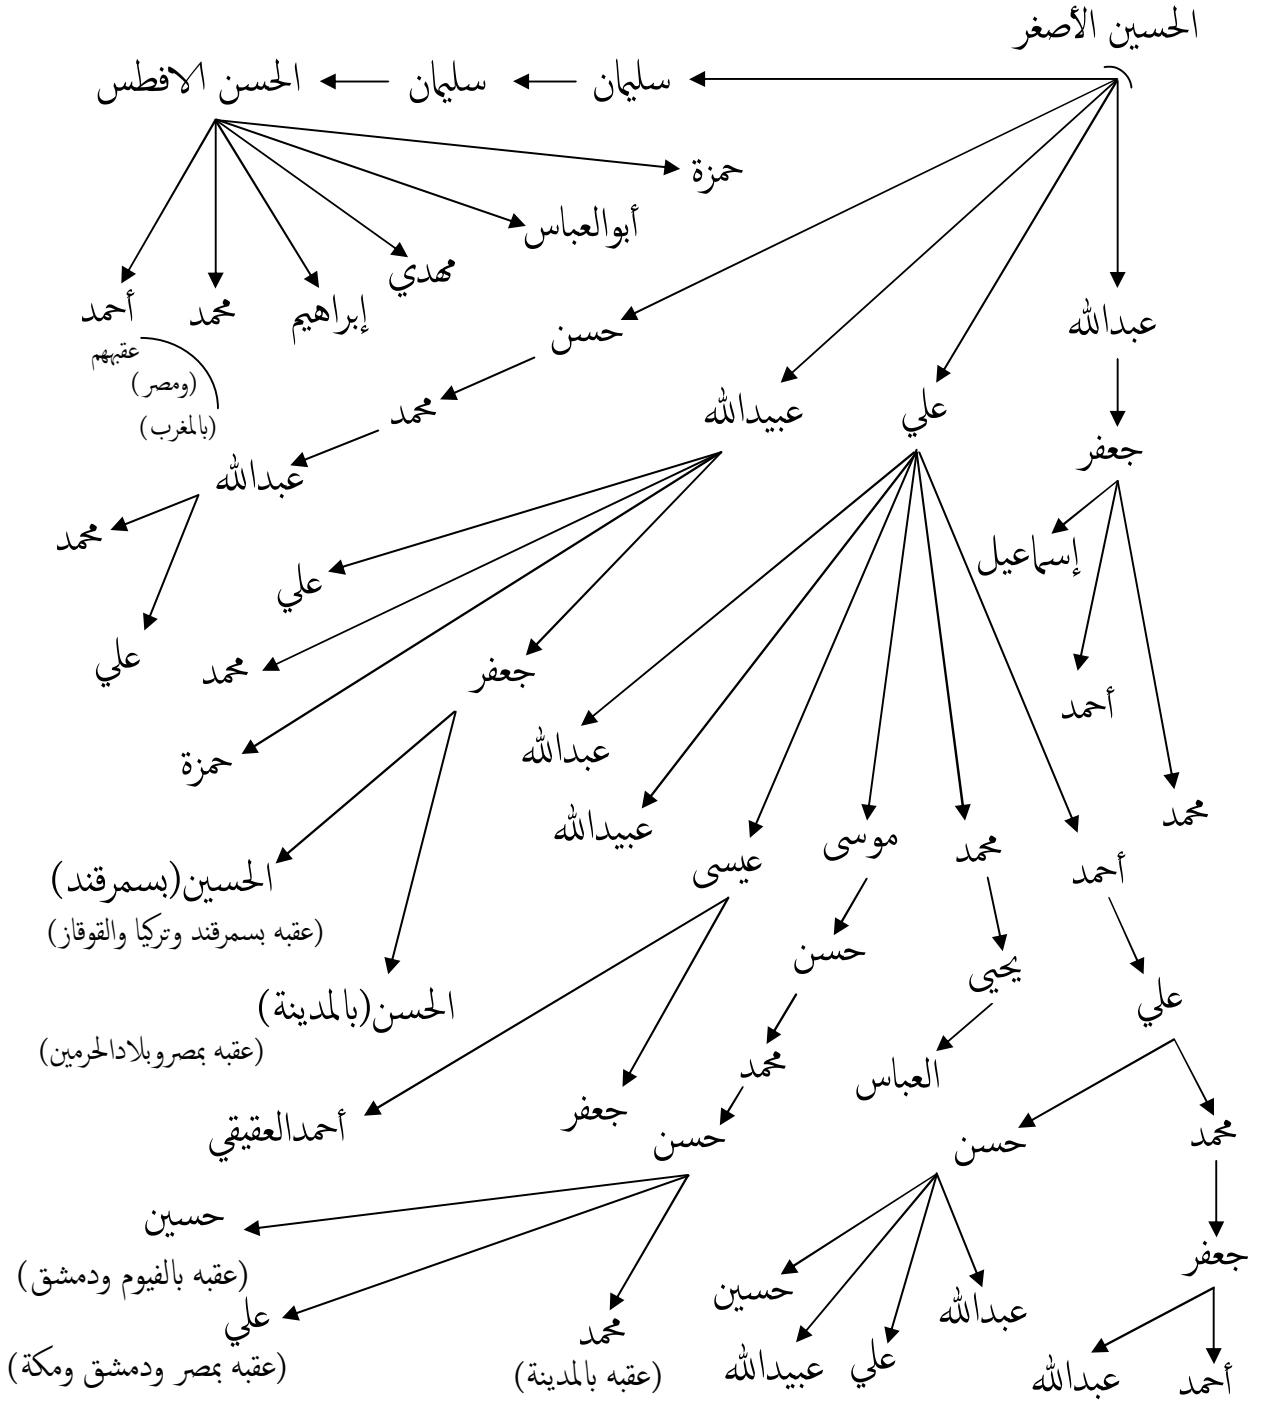 الحسين الأصغر
سليمان
سليمان
الحسن الافطس
حمزة
أبوالعباس
مهدي
إبراهيم
محمد
أحمد
عقبهم
(ومصر)
(بالمغرب)
عبدالله
حسن
علي
عبيدالله
محمد
جعفر
عبدالله
محمد
إسماعيل
علي
علي
محمد
جعفر
أحمد
عبدالله
حمزة
محمد
عبيدالله
موسى
محمد
أحمد
عيسى
الحسين(بسمرقند)
(عقبه بسمرقند وتركيا والقوقاز)
حسن
يحيى
علي
الحسن(بالمدينة)
(عقبه بمصروبلادالحرمين)
محمد
العباس
جعفر
أحمدالعقيقي
حسن
حسن
محمد
حسين
جعفر
(عقبه بالفيوم ودمشق)
حسين
عبدالله
علي
محمد
(عقبه بمصر ودمشق ومكة)
(عقبه بالمدينة)
عبيدالله
علي
عبدالله
أحمد